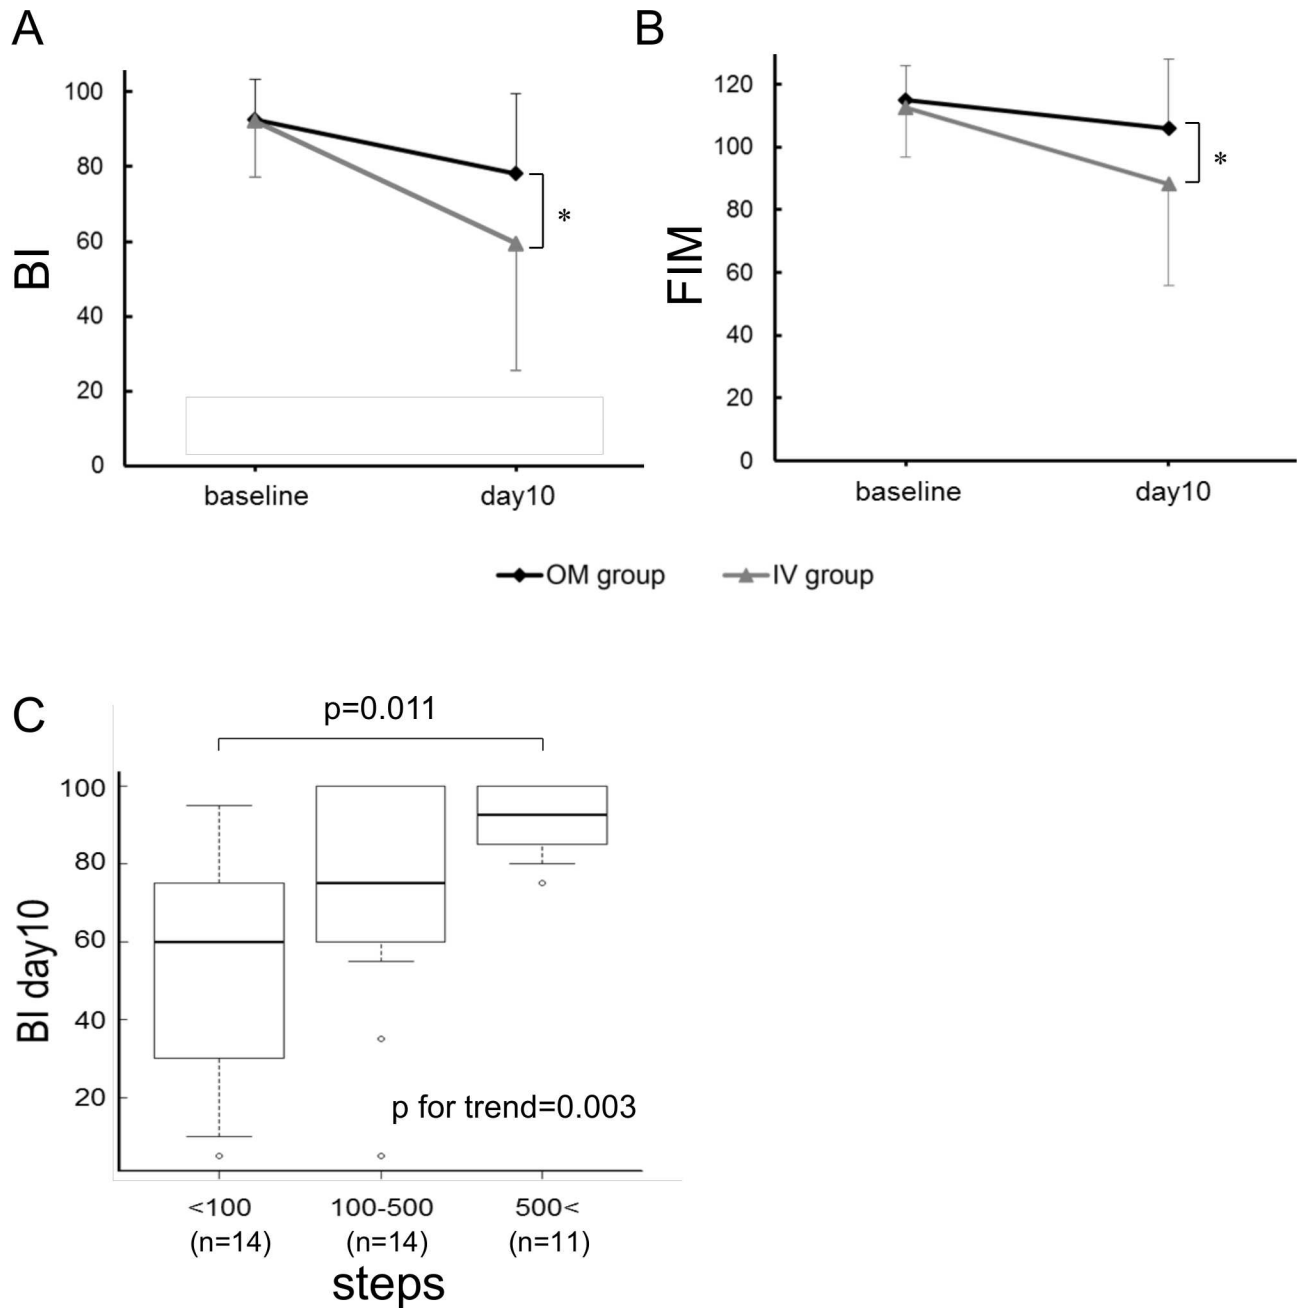 A
B
BI
100
80
60
40
20
0
*
baseline
day10
FIM
120
100
80
60
40
20
0
*
baseline
day10
OM group
IV group
C
p=0.011
BI day10
100
80
60
40
20
p for trend=0.003
<100
100-500
500<
(n=14)
(n=14)
(n=11)
steps